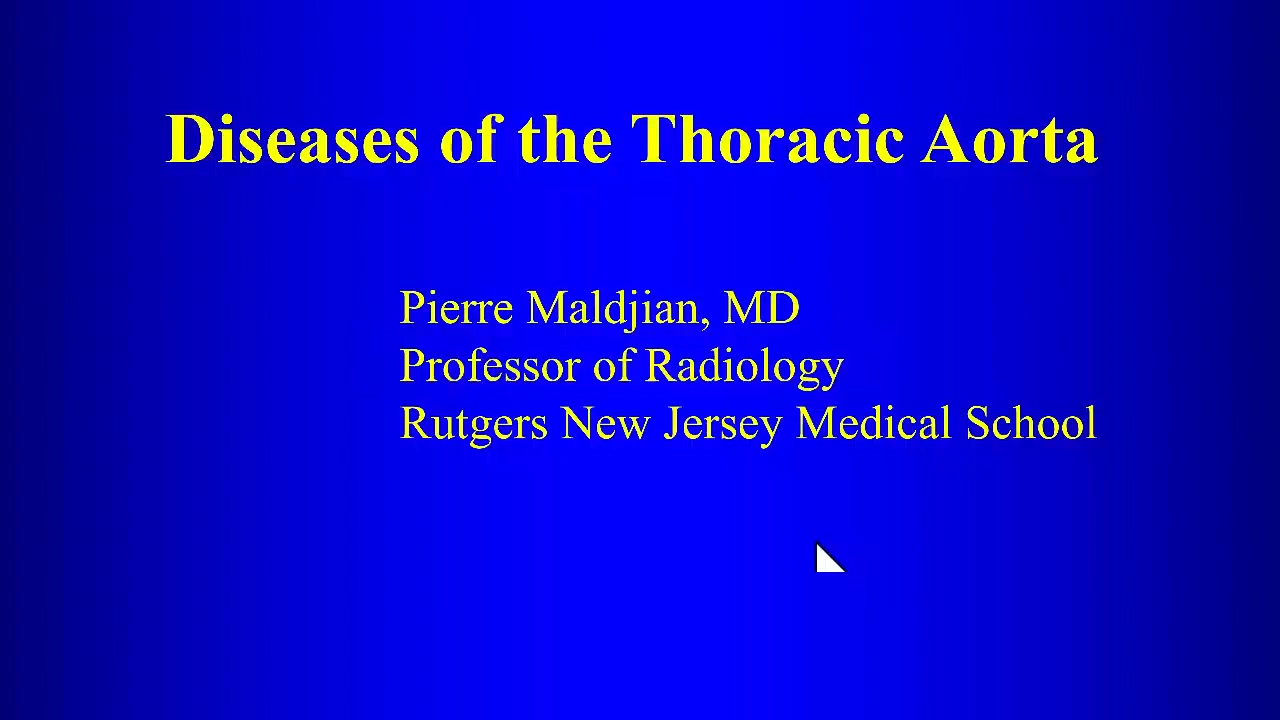 Diseases of the Thoracic Aorta
Pierre Maldjian, MD
Professor of Radiology
Rutgers New Jersey Medical School